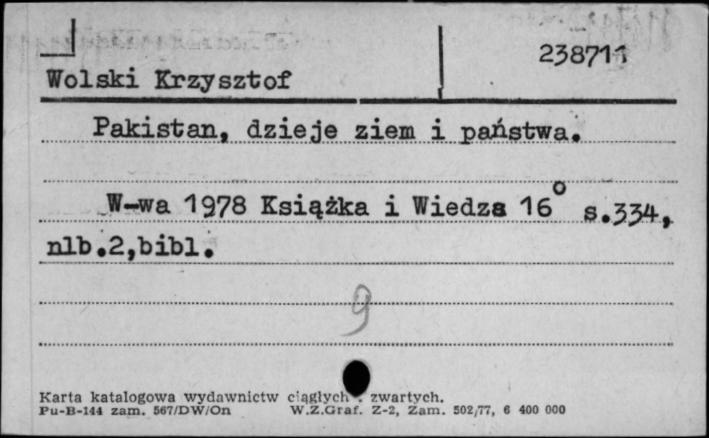 238711
Wolski Krzysztof
Pakistan, dzieje ziem i państwa.
W-wa 1978 Książka i Wiedza 16° s.334,
nlb.2,bibl.
9
Karta katalogowa wydawnictw ciągłych zwartych.
Pu-B-144 zam. 567/DW/On W.Z.Graf. Z-2, Zam. 502/77, 6 400 000